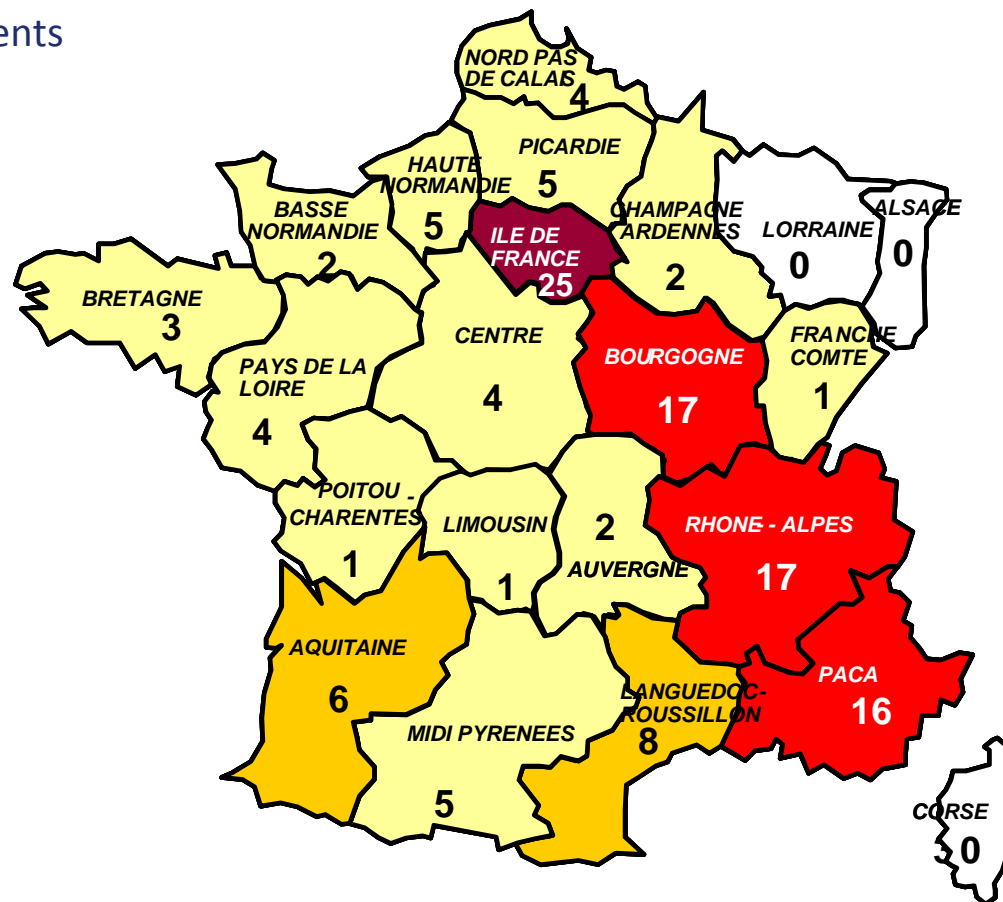 ents
NORD PAS
DE CALAIS
4
PICARDIE
5
HAUTE
NORMANDIE
5
BASSE
NORMANDIE
2
ILE DE
FRANCE
25
CHAMPAGNE
ARDENNES
2
LORRAINE
0
ALSACE
0
BRETAGNE
3
PAYS DE LA
LOIRE
4
CENTRE
4
BOURGOGNE
17
FRANCHE
COMTE
1
POITOU -
CHARENTES
1
LIMOUSIN
1
2
AUVERGNE
RHONE - ALPES
17
AQUITAINE
6
MIDI PYRENEES
5
LANGUEDOC-
ROUSSILLON
8
PACA
16
CORSE
0